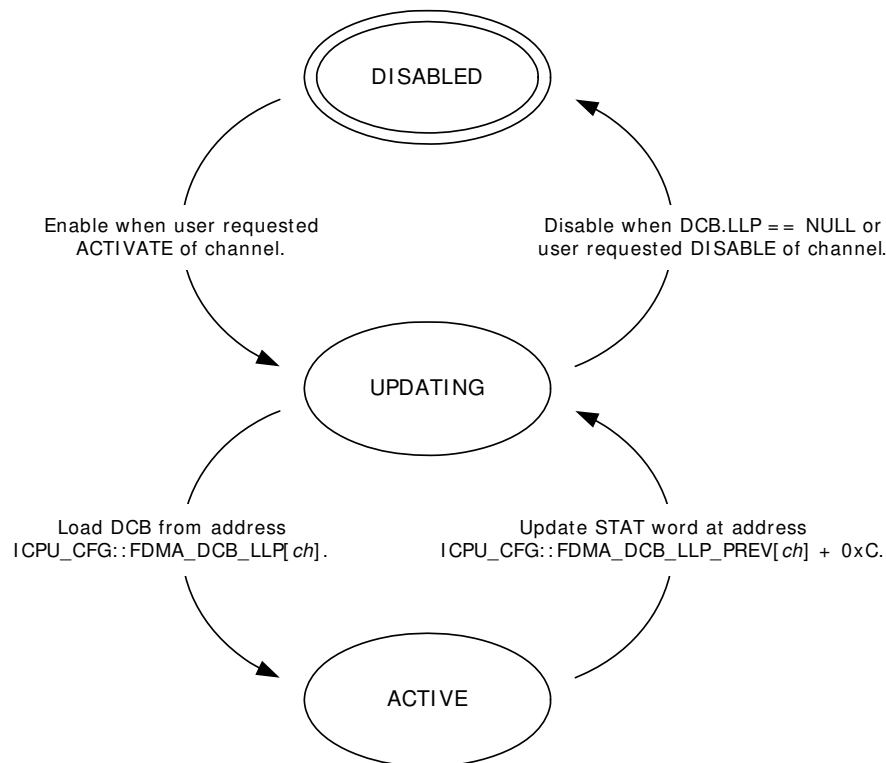 DISABLED
Enable when user requested
ACTIVATE of channel.
Disable when DCB.LLP == NULL or
user requested DISABLE of channel.
UPDATING
Load DCB from address
ICPU_CFG::FDMA_DCB_LLP[ch].
Update STAT word at address
ICPU_CFG::FDMA_DCB_LLP_PREV[ch] + 0xC.
ACTIVE